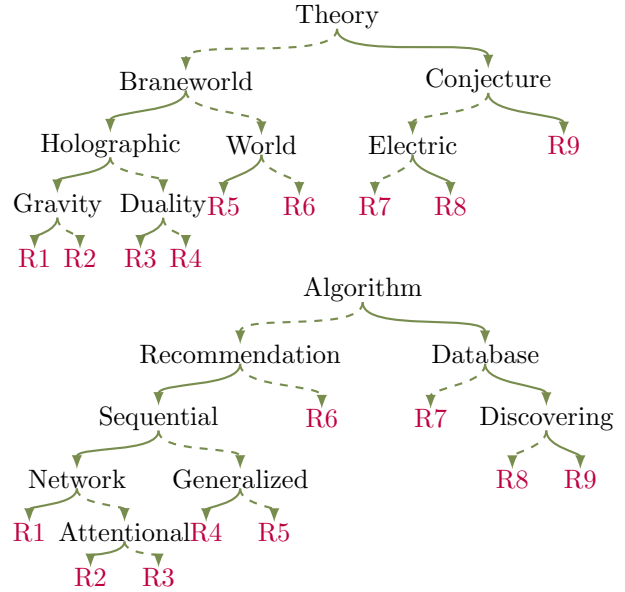 Theory
Braneworld Conjecture
Holographic World Electric R9
Gravity Duality R5 R6 R7 R8
R1 R2 R3 R4
Algorithm
Recommendation Database
Sequential R6 R7 Discovering
Network Generalized R8 R9
R1 Attentional R4 R5
R2 R3